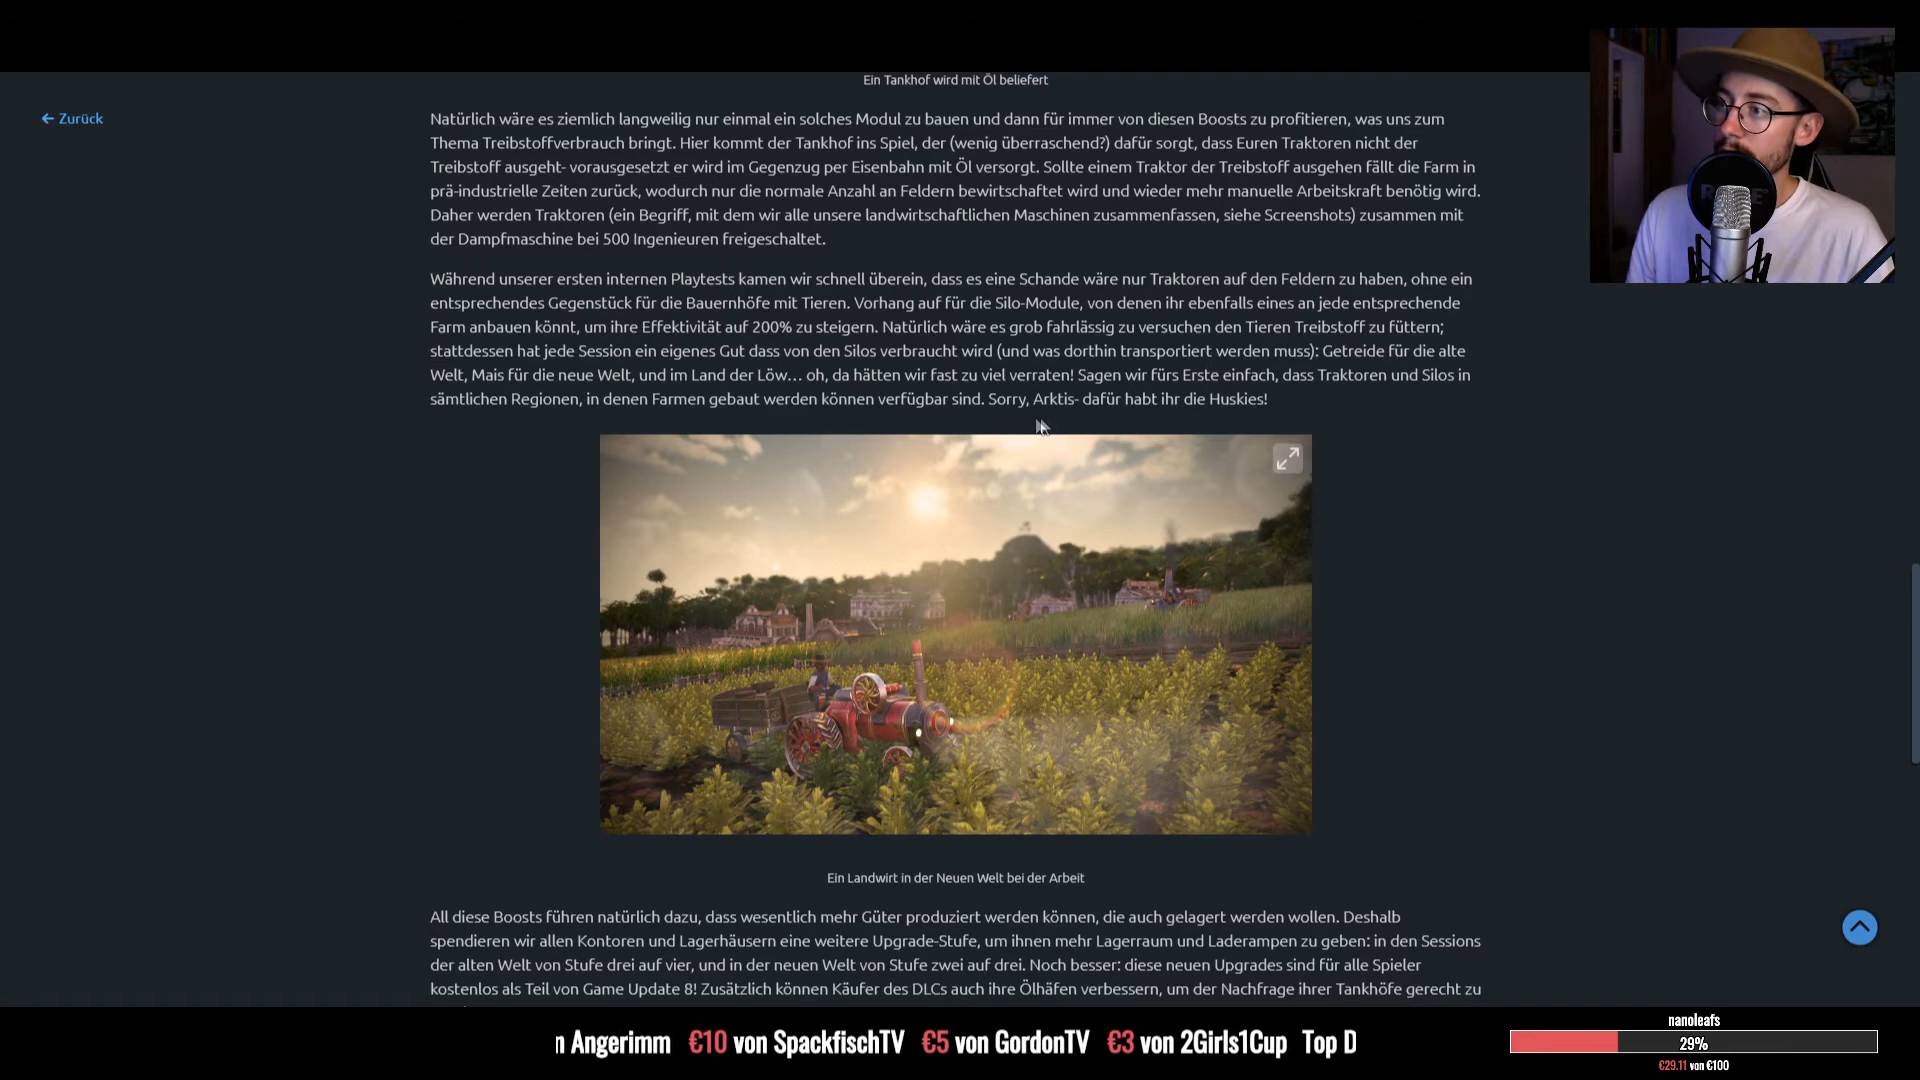 Ein Tankhof wird mit Öl beliefert
← Zurück
Natürlich wäre es ziemlich langweilig nur einmal ein solches Modul zu bauen und dann für immer von diesen Boosts zu profitieren, was uns zum
Thema Treibstoffverbrauch bringt. Hier kommt der Tankhof ins Spiel, der (wenig überraschend?) dafür sorgt, dass Euren Traktoren nicht der
Treibstoff ausgeht- vorausgesetzt er wird im Gegenzug per Eisenbahn mit Öl versorgt. Sollte einem Traktor der Treibstoff ausgehen fällt die Farm in
prä-industrielle Zeiten zurück, wodurch nur die normale Anzahl an Feldern bewirtschaftet wird und wieder mehr manuelle Arbeitskraft benötig wird.
Daher werden Traktoren (ein Begriff, mit dem wir alle unsere landwirtschaftlichen Maschinen zusammenfassen, siehe Screenshots) zusammen mit
der Dampfmaschine bei 500 Ingenieuren freigeschaltet.
Während unserer ersten internen Playtests kamen wir schnell überein, dass es eine Schande wäre nur Traktoren auf den Feldern zu haben, ohne ein
entsprechendes Gegenstück für die Bauernhöfe mit Tieren. Vorhang auf für die Silo-Module, von denen ihr ebenfalls eines an jede entsprechende
Farm anbauen könnt, um ihre Effektivität auf 200% zu steigern. Natürlich wäre es grob fahrlässig zu versuchen den Tieren Treibstoff zu füttern;
stattdessen hat jede Session ein eigenes Gut dass von den Silos verbraucht wird (und was dorthin transportiert werden muss): Getreide für die alte
Welt, Mais für die neue Welt, und im Land der Löw… oh, da hätten wir fast zu viel verraten! Sagen wir fürs Erste einfach, dass Traktoren und Silos in
sämtlichen Regionen, in denen Farmen gebaut werden können verfügbar sind. Sorry, Arktis- dafür habt ihr die Huskies!
Ein Landwirt in der Neuen Welt bei der Arbeit
All diese Boosts führen natürlich dazu, dass wesentlich mehr Güter produziert werden können, die auch gelagert werden wollen. Deshalb
spendieren wir allen Kontoren und Lagerhäusern eine weitere Upgrade-Stufe, um ihnen mehr Lagerraum und Laderampen zu geben: in den Sessions
der alten Welt von Stufe drei auf vier, und in der neuen Welt von Stufe zwei auf drei. Noch besser: diese neuen Upgrades sind für alle Spieler
kostenlos als Teil von Game Update 8! Zusätzlich können Käufer des DLCs auch ihre Ölhäfen verbessern, um der Nachfrage ihrer Tankhöfe gerecht zu
n Angerimm €10 von SpackfischTV €5 von GordonTV €3 von 2Girls1Cup Top D
nanoleafs
29%
€29.11 von €100